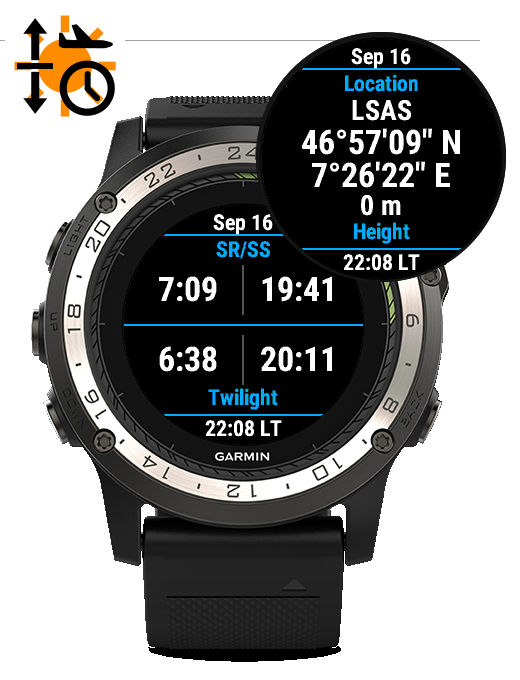 Sep 16
Location
LSAS
46°57'09" N
7°26'22" E
0 m
Height
22:08 LT
Sep 16
SR/SS
7:09 19:41
6:38 20:11
Twilight
22:08 LT
GARMIN
LIGHT
UP
BACK
22
24
20
18
16
14
12
10
8
6